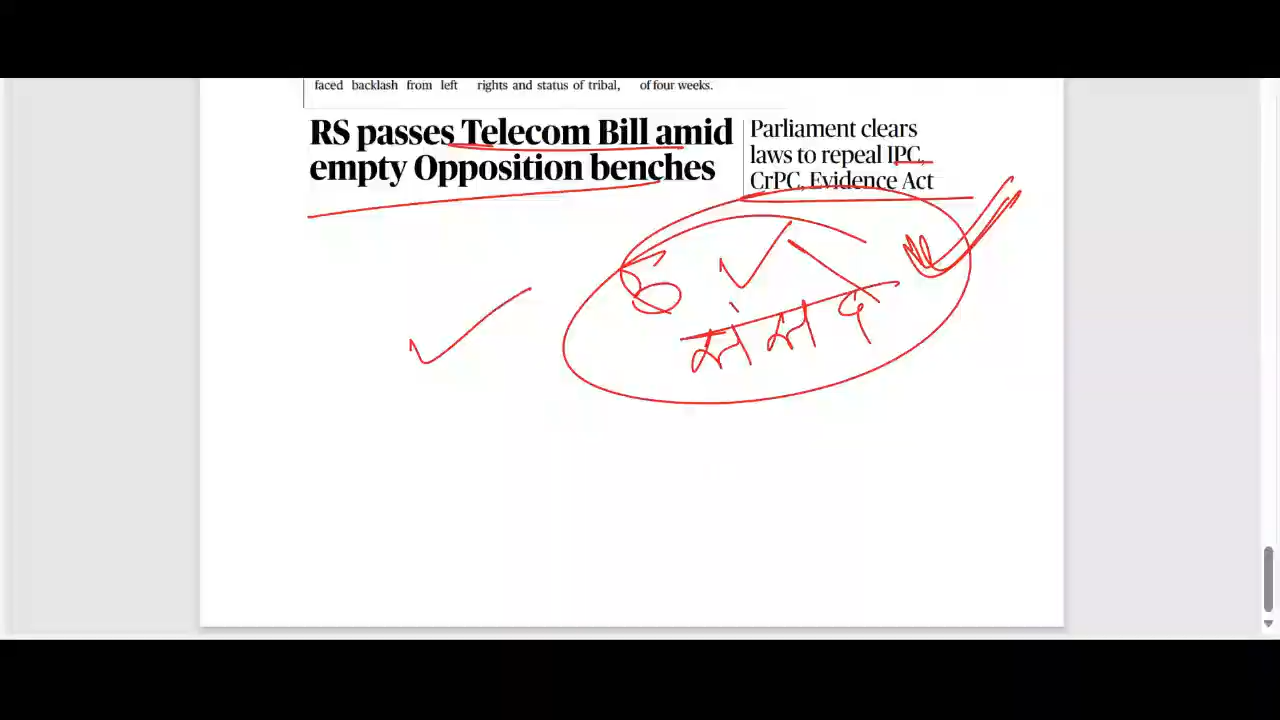 faced backlash from left rights and status of tribal, of four weeks.
RS passes Telecom Bill amid
empty Opposition benches
Parliament clears
laws to repeal IPC,
CrPC, Evidence Act